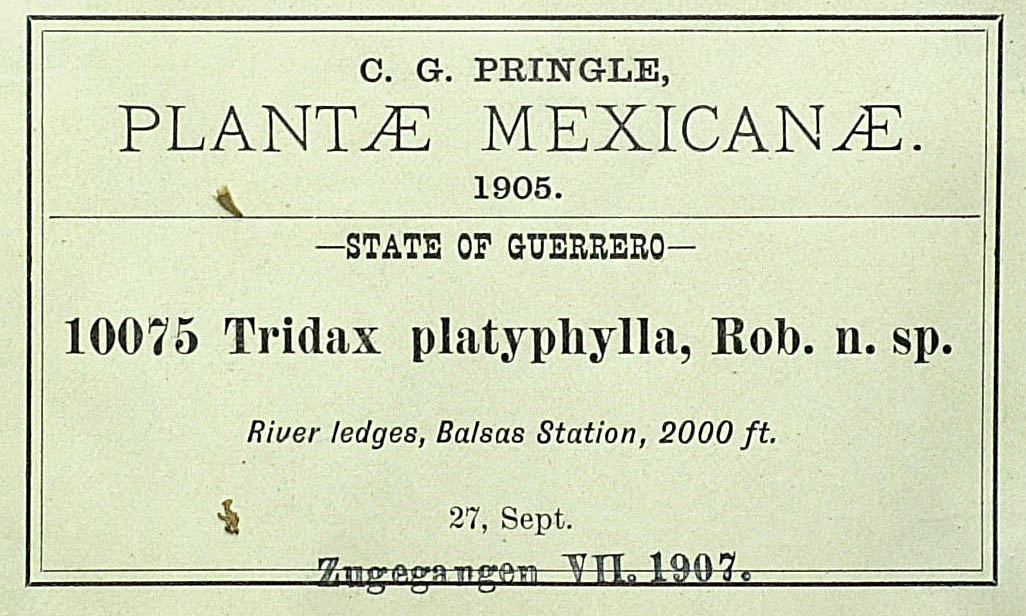 C. G. PRINGLE,
PLANTÆ MEXICANÆ.
1905.
—STATE OF GUERRERO—
10075 Tridax platyphylla, Rob. n. sp.
River ledges, Balsas Station, 2000 ft.
27, Sept.
Zugegangen VII. 1907.